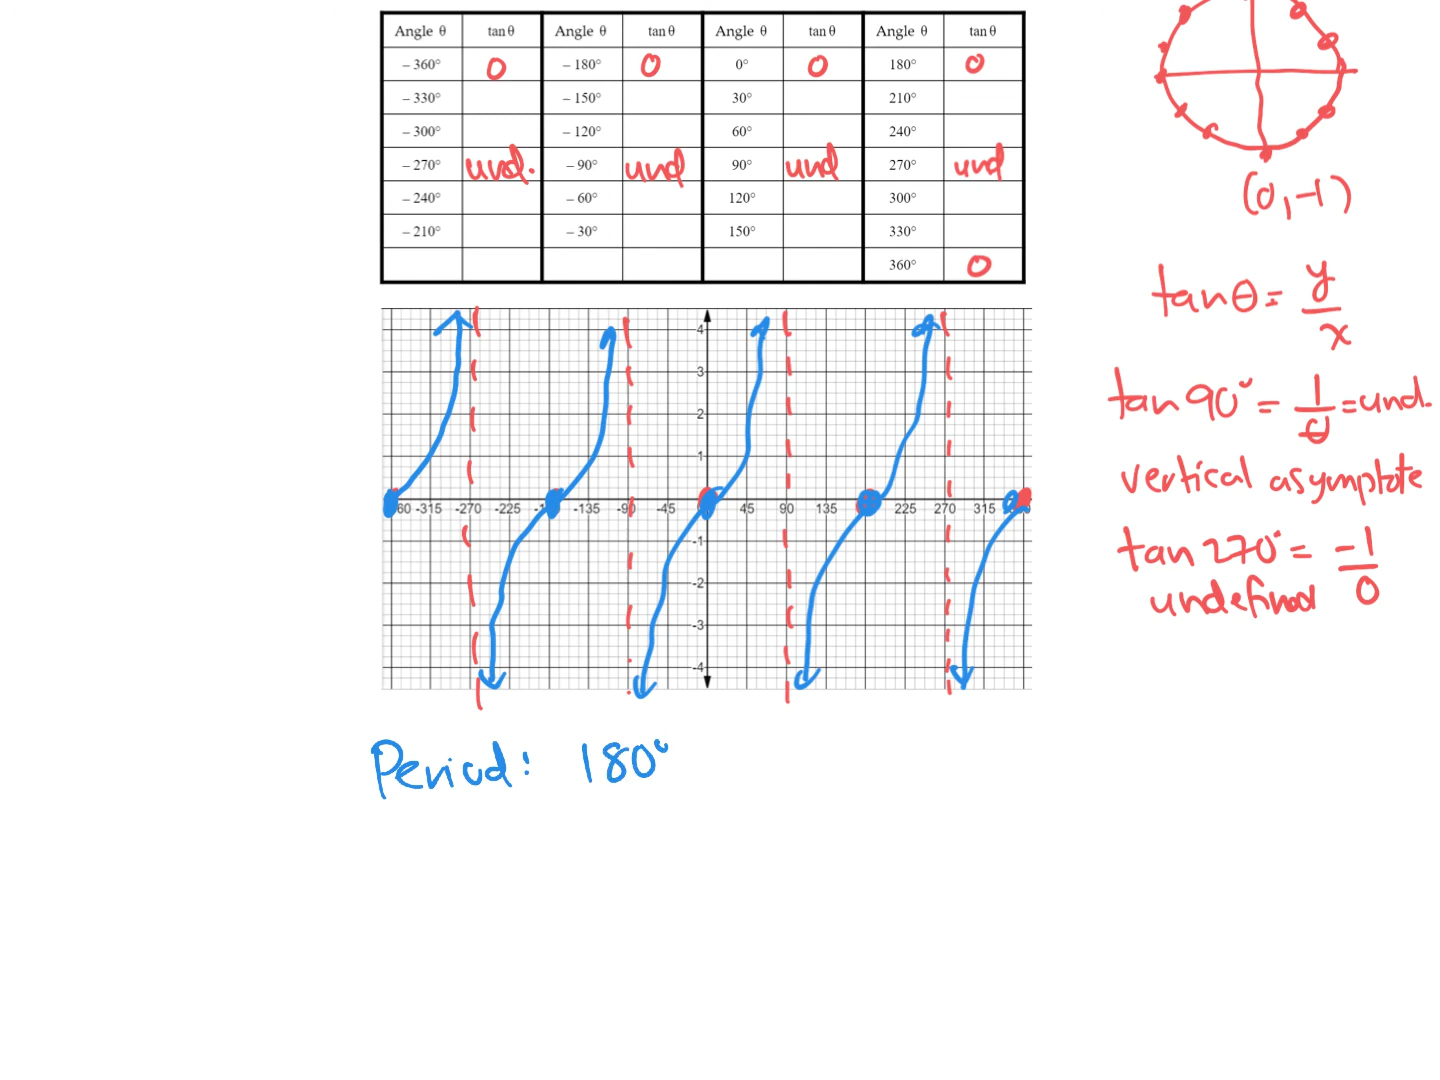 Angle θ tan θ Angle θ tan θ Angle θ tan θ Angle θ tan θ
– 360° 0 – 180° 0 0° 0 180° 0
– 330° – 150° 30° 210°
– 300° – 120° 60° 240°
– 270° und. – 90° und 90° und 270° und
– 240° – 60° 120° 300°
– 210° – 30° 150° 330°
360° 0
(0,-1)
tanθ = y/x
tan 90° = 1/0 = und.
vertical asymptote
tan 270° = -1/0
undefined
4
3
2
1
60 -315 -270 -225 -1 -135 -90 -45 45 90 135 225 270 315
-1
-2
-3
-4
Period: 180°